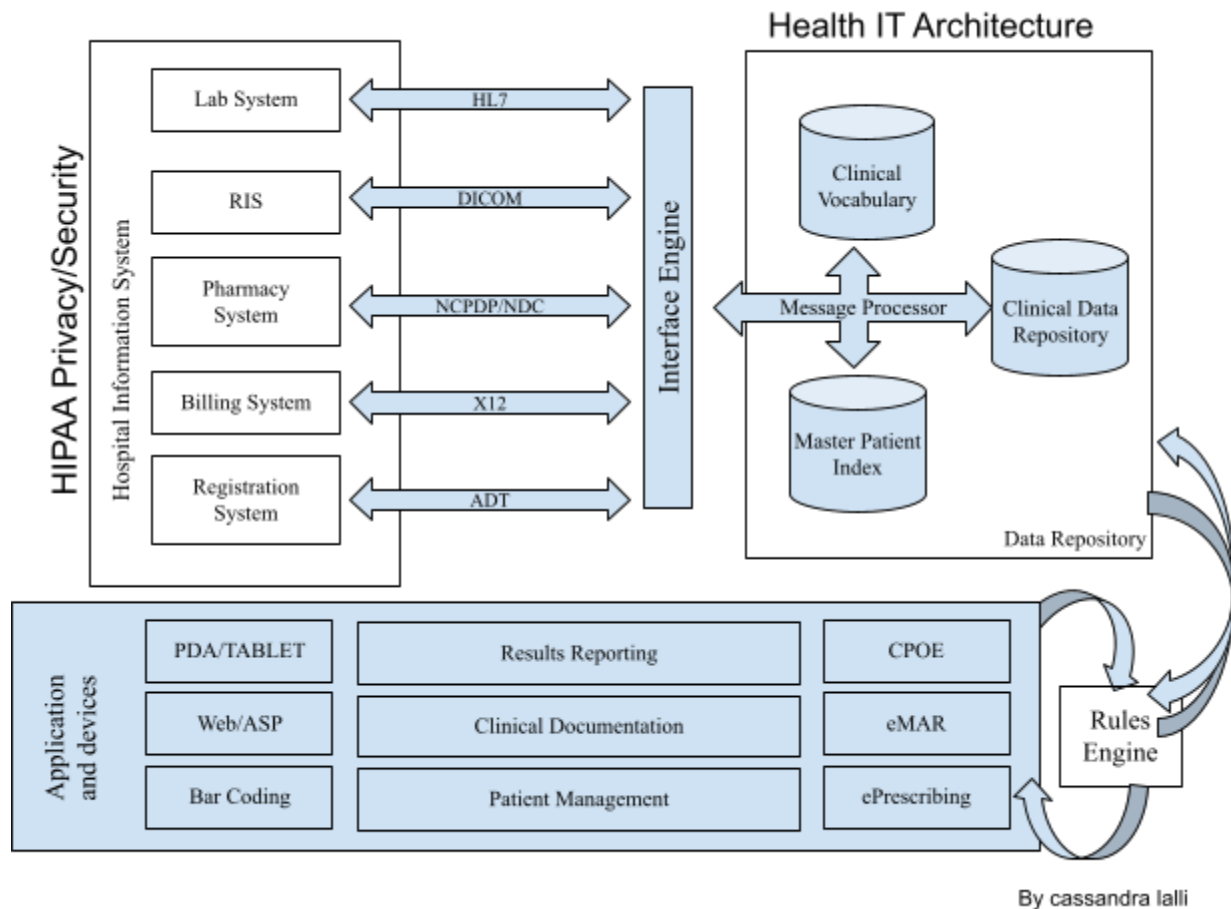 Health IT Architecture
HIPAA Privacy/Security
Hospital Information System
Lab System
RIS
Pharmacy
System
Billing System
Registration
System
HL7
DICOM
NCPDP/NDC
X12
ADT
Interface Engine
Clinical
Vocabulary
Message Processor
Clinical Data
Repository
Master Patient
Index
Data Repository
Application
and devices
PDA/TABLET
Results Reporting
CPOE
Web/ASP
Clinical Documentation
eMAR
Bar Coding
Patient Management
ePrescribing
Rules
Engine
By cassandra lalli